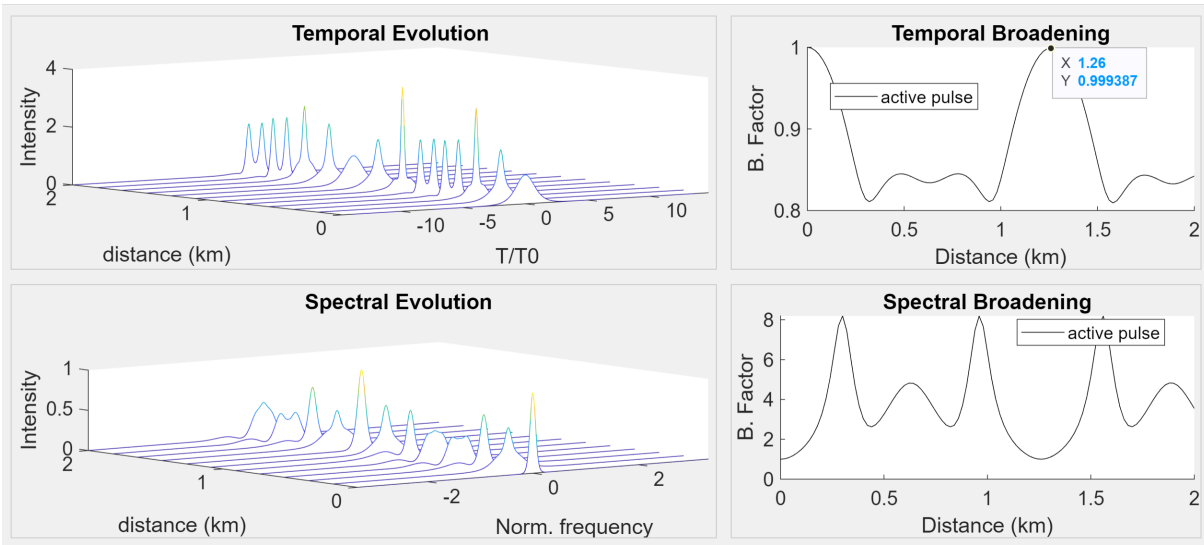 Temporal Evolution
4
2
0
Intensity
2
1
0
-10
-5
0
5
10
distance (km)
T/T0
Temporal Broadening
1
0.9
0.8
B. Factor
X 1.26
Y 0.999387
active pulse
0
0.5
1
1.5
2
Distance (km)
Spectral Evolution
1
0.5
0
Intensity
2
1
0
-2
0
2
distance (km)
Norm. frequency
Spectral Broadening
8
6
4
2
0
B. Factor
active pulse
0
0.5
1
1.5
2
Distance (km)